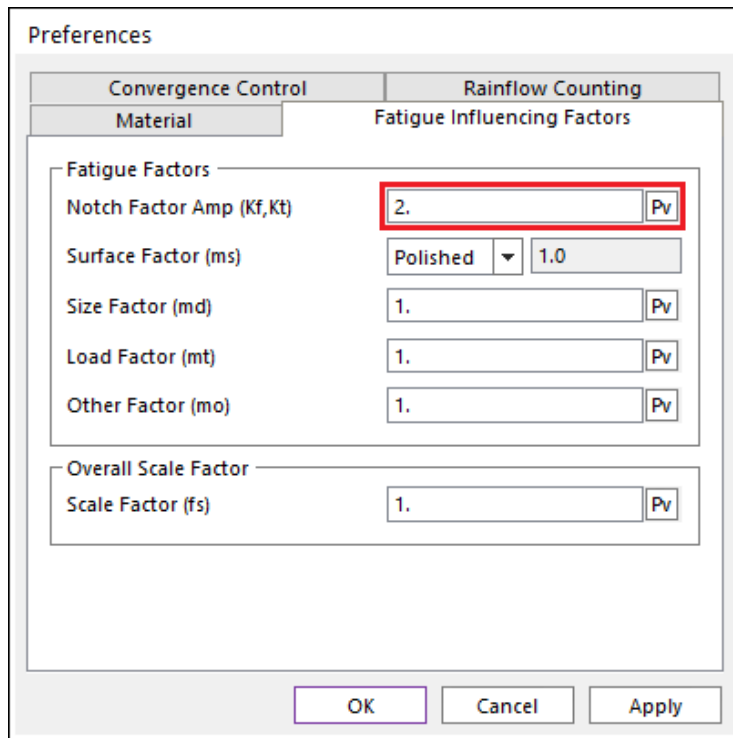 Preferences
Convergence Control Rainflow Counting
Material Fatigue Influencing Factors
Fatigue Factors
Notch Factor Amp (Kf,Kt) 2. Pv
Surface Factor (ms) Polished 1.0
Size Factor (md) 1. Pv
Load Factor (mt) 1. Pv
Other Factor (mo) 1. Pv
Overall Scale Factor
Scale Factor (fs) 1. Pv
OK Cancel Apply